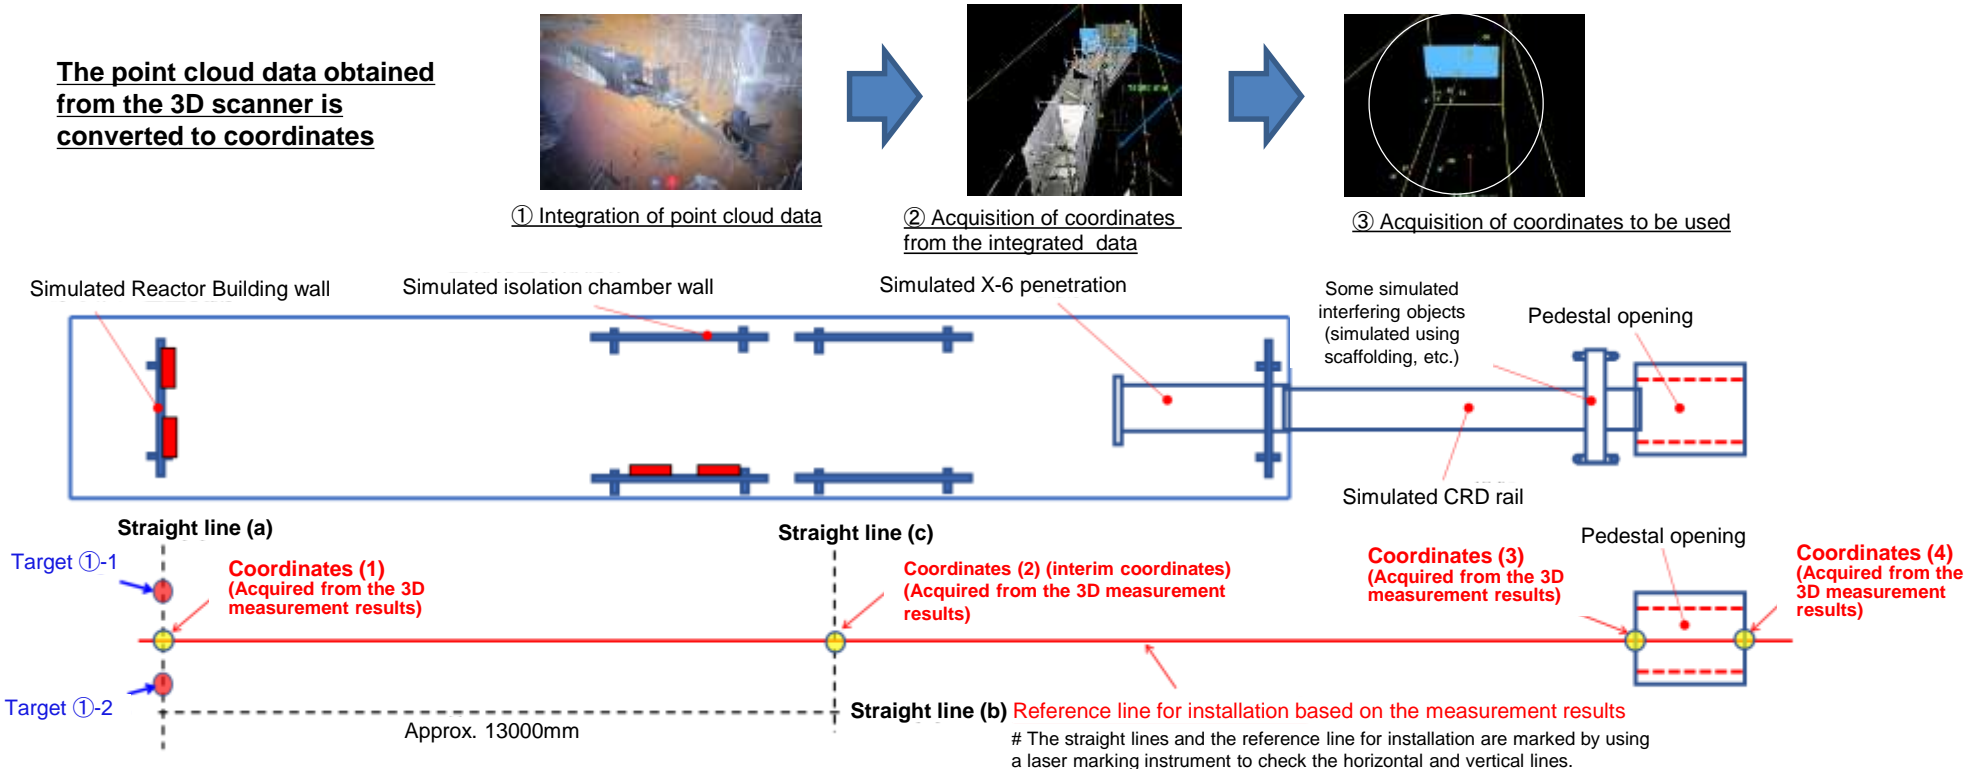 The point cloud data obtained
from the 3D scanner is
converted to coordinates
① Integration of point cloud data
② Acquisition of coordinates
from the integrated data
③ Acquisition of coordinates to be used
Simulated Reactor Building wall
Simulated isolation chamber wall
Simulated X-6 penetration
Some simulated
interfering objects
(simulated using
scaffolding, etc.)
Pedestal opening
Simulated CRD rail
Straight line (a)
Straight line (c)
Target ①-1
Coordinates (1)
(Acquired from the 3D
measurement results)
Coordinates (2) (interim coordinates)
(Acquired from the 3D measurement
results)
Coordinates (3)
(Acquired from the 3D
measurement results)
Pedestal opening
Coordinates (4)
(Acquired from the
3D measurement
results)
Target ①-2
Approx. 13000mm
Straight line (b) Reference line for installation based on the measurement results
# The straight lines and the reference line for installation are marked by using
a laser marking instrument to check the horizontal and vertical lines.